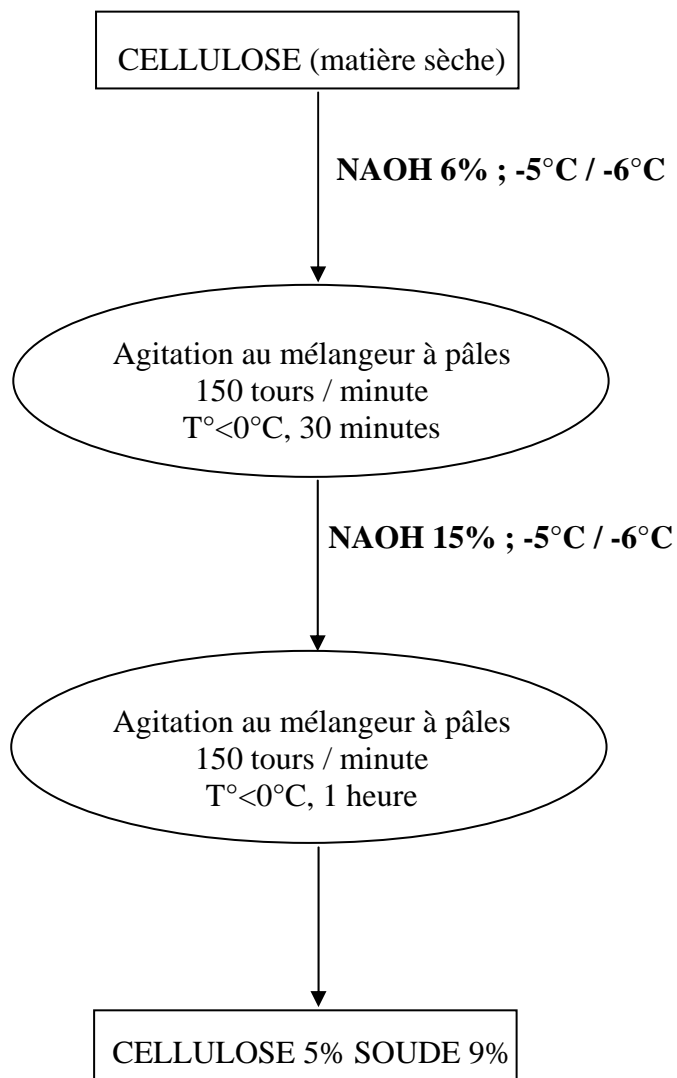 CELLULOSE (matière sèche)
NAOH 6% ; -5°C / -6°C
Agitation au mélangeur à pâles
150 tours / minute
T°<0°C, 30 minutes
NAOH 15% ; -5°C / -6°C
Agitation au mélangeur à pâles
150 tours / minute
T°<0°C, 1 heure
CELLULOSE 5% SOUDE 9%